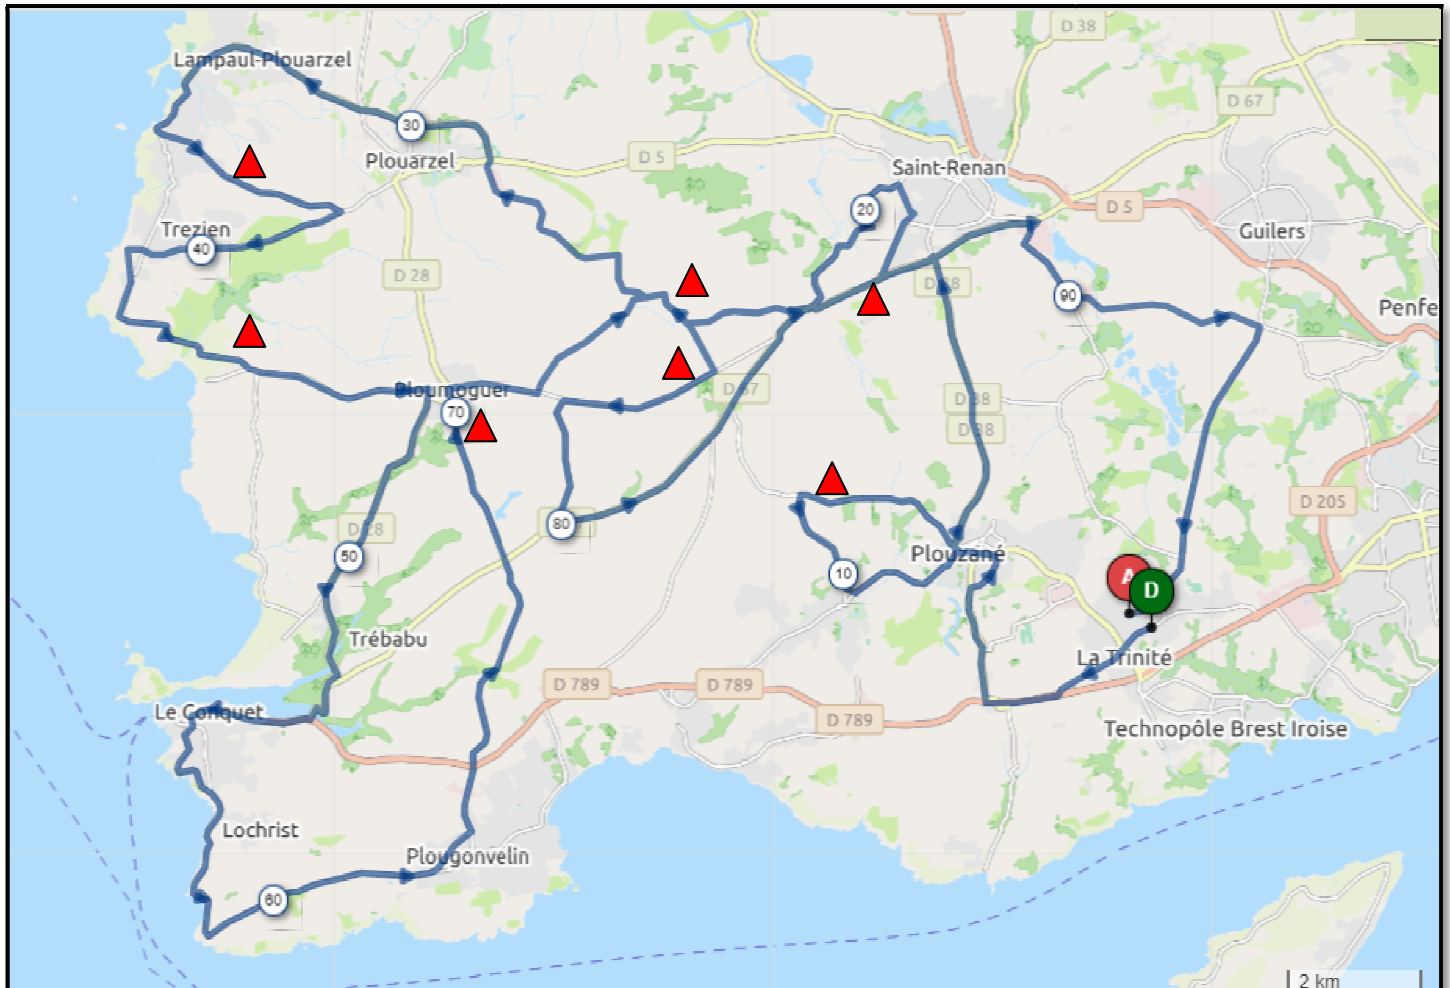 D 38
Lampaul-Plouarzel
D 67
30
Plouarzel
D 5
Saint-Renan
20
D 5
Trezien
40
Guilers
D 28
90
Penfe
Ploumoguer
70
D 38
D 38
D 205
80
D 28
50
Plouzané
10
A
D
Trébabu
La Trinité
D 789
D 789
D 789
Le Conquet
Technopôle Brest Iroise
Lochrist
Plougonvelin
60
2 km